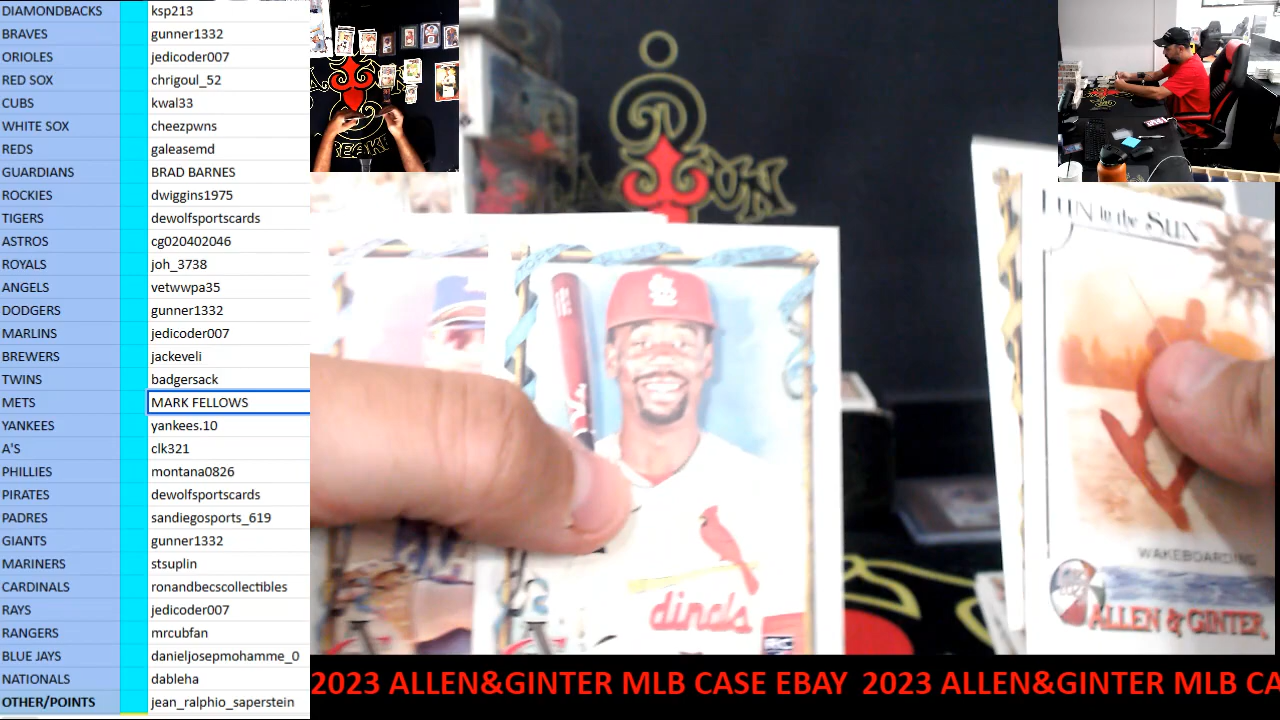 DIAMONDBACKS ksp213
BRAVES gunner1332
ORIOLES jedicoder007
RED SOX chrigoul_52
CUBS kwal33
WHITE SOX cheezpwns
REDS galeasemd
GUARDIANS BRAD BARNES
ROCKIES dwiggins1975
TIGERS dewolfsportscards
ASTROS cg020402046
ROYALS joh_3738
ANGELS vetwwpa35
DODGERS gunner1332
MARLINS jedicoder007
BREWERS jackeveli
TWINS badgersack
METS MARK FELLOWS
YANKEES yankees.10
A'S clk321
PHILLIES montana0826
PIRATES dewolfsportscards
PADRES sandiegosports_619
GIANTS gunner1332
MARINERS stsuplin
CARDINALS ronandbecscollectibles
RAYS jedicoder007
RANGERS mrcubfan
BLUE JAYS danieljosepmohamme_0
NATIONALS dableha
OTHER/POINTS jean_ralphio_saperstein
in the SUN
WAKEBOARDING
ALLEN & GINTER
dinals
2023 ALLEN&GINTER MLB CASE EBAY 2023 ALLEN&GINTER MLB CA